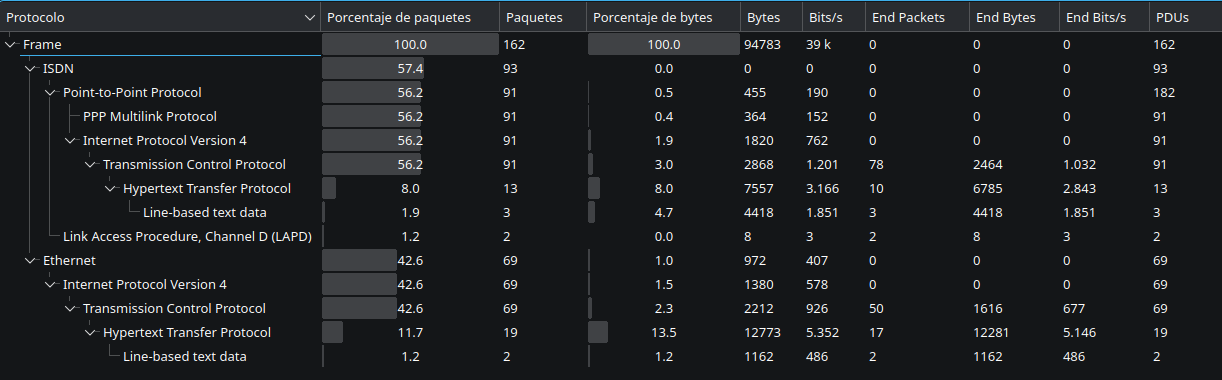 Protocolo Porcentaje de paquetes Paquetes Porcentaje de bytes Bytes Bits/s End Packets End Bytes End Bits/s PDUs
Frame 100.0 162 100.0 94783 39 k 0 0 0 162
ISDN 57.4 93 0.0 0 0 0 0 0 93
Point-to-Point Protocol 56.2 91 0.5 455 190 0 0 0 182
PPP Multilink Protocol 56.2 91 0.4 364 152 0 0 0 91
Internet Protocol Version 4 56.2 91 1.9 1820 762 0 0 0 91
Transmission Control Protocol 56.2 91 3.0 2868 1.201 78 2464 1.032 91
Hypertext Transfer Protocol 8.0 13 8.0 7557 3.166 10 6785 2.843 13
Line-based text data 1.9 3 4.7 4418 1.851 3 4418 1.851 3
Link Access Procedure, Channel D (LAPD) 1.2 2 0.0 8 3 2 8 3 2
Ethernet 42.6 69 1.0 972 407 0 0 0 69
Internet Protocol Version 4 42.6 69 1.5 1380 578 0 0 0 69
Transmission Control Protocol 42.6 69 2.3 2212 926 50 1616 677 69
Hypertext Transfer Protocol 11.7 19 13.5 12773 5.352 17 12281 5.146 19
Line-based text data 1.2 2 1.2 1162 486 2 1162 486 2